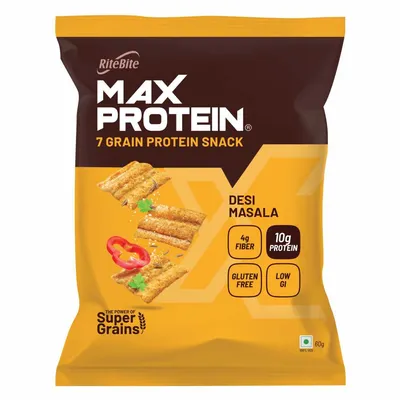 RiteBite
MAX
PROTEIN®
7 GRAIN PROTEIN SNACK
DESI
MASALA
4g
FIBER
10g
PROTEIN
GLUTEN
FREE
LOW
GI
THE POWER OF
Super
Grains
60g